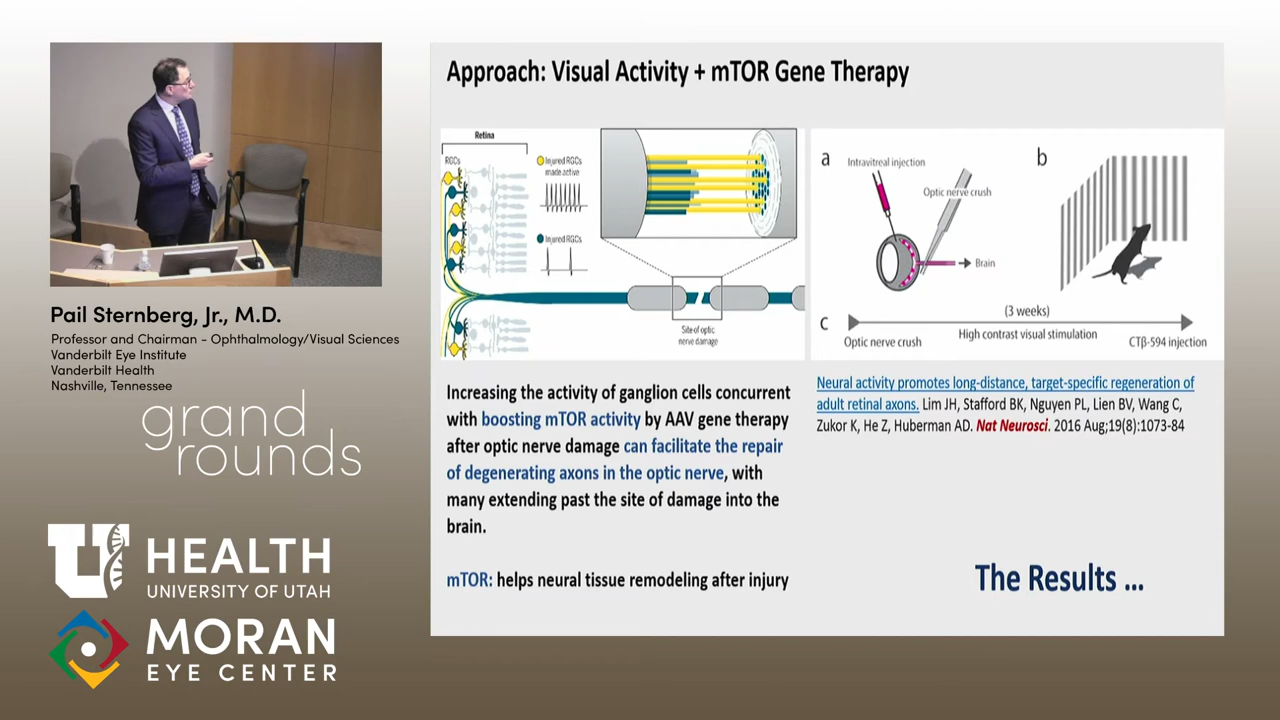 Approach: Visual Activity + mTOR Gene Therapy
Retina
RGCs
Injured RGCs
made active
Injured RGCs
Site of optic
nerve damage
a
Intravitreal injection
Optic nerve crush
Brain
b
c
(3 weeks)
High contrast visual stimulation
Optic nerve crush
CTβ-594 injection
Increasing the activity of ganglion cells concurrent
with boosting mTOR activity by AAV gene therapy
after optic nerve damage can facilitate the repair
of degenerating axons in the optic nerve, with
many extending past the site of damage into the
brain.
mTOR: helps neural tissue remodeling after injury
Neural activity promotes long-distance, target-specific regeneration of
adult retinal axons. Lim JH, Stafford BK, Nguyen PL, Lien BV, Wang C,
Zukor K, He Z, Huberman AD. Nat Neurosci. 2016 Aug;19(8):1073-84
The Results ...
Pail Sternberg, Jr., M.D.
Professor and Chairman - Ophthalmology/Visual Sciences
Vanderbilt Eye Institute
Vanderbilt Health
Nashville, Tennessee
grand
rounds
U HEALTH
UNIVERSITY OF UTAH
MORAN
EYE CENTER